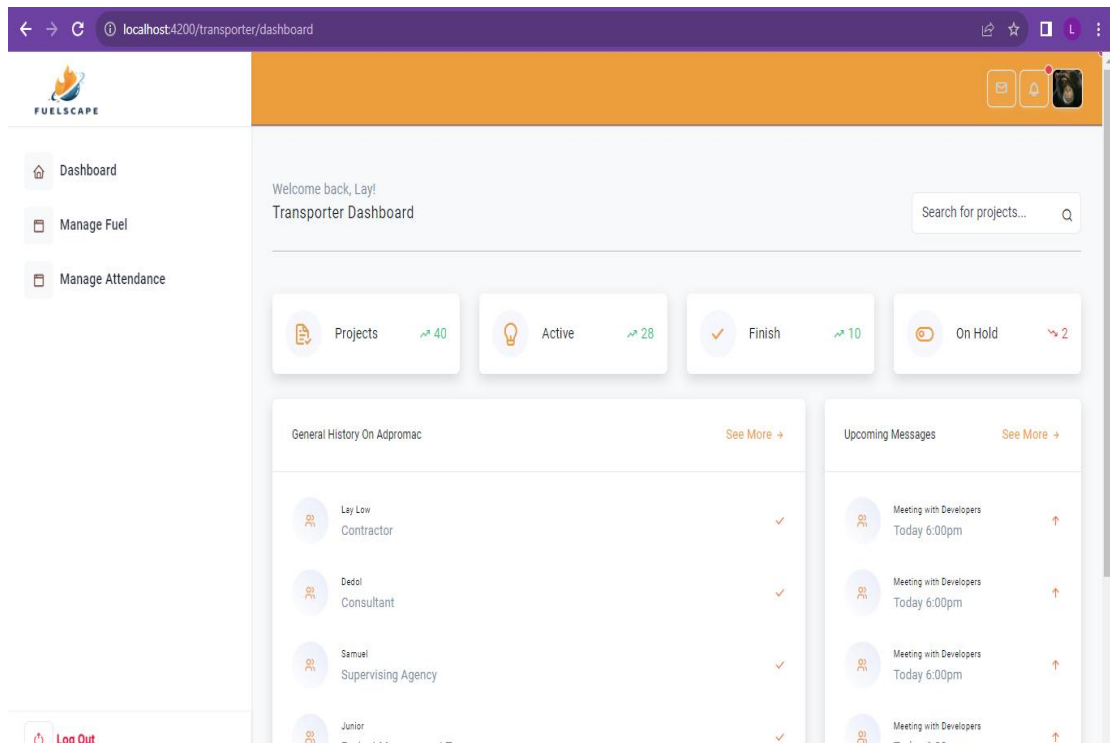 localhost:4200/transporter/dashboard
L
FUELSCAPE
Dashboard
Manage Fuel
Manage Attendance
Log Out
Welcome back, Lay!
Transporter Dashboard
Search for projects...
Projects 40
Active 28
Finish 10
On Hold 2
General History On Adpromac See More →
Lay Low
Contractor
Dedol
Consultant
Samuel
Supervising Agency
Junior
Upcoming Messages See More →
Meeting with Developers
Today 6:00pm
Meeting with Developers
Today 6:00pm
Meeting with Developers
Today 6:00pm
Meeting with Developers